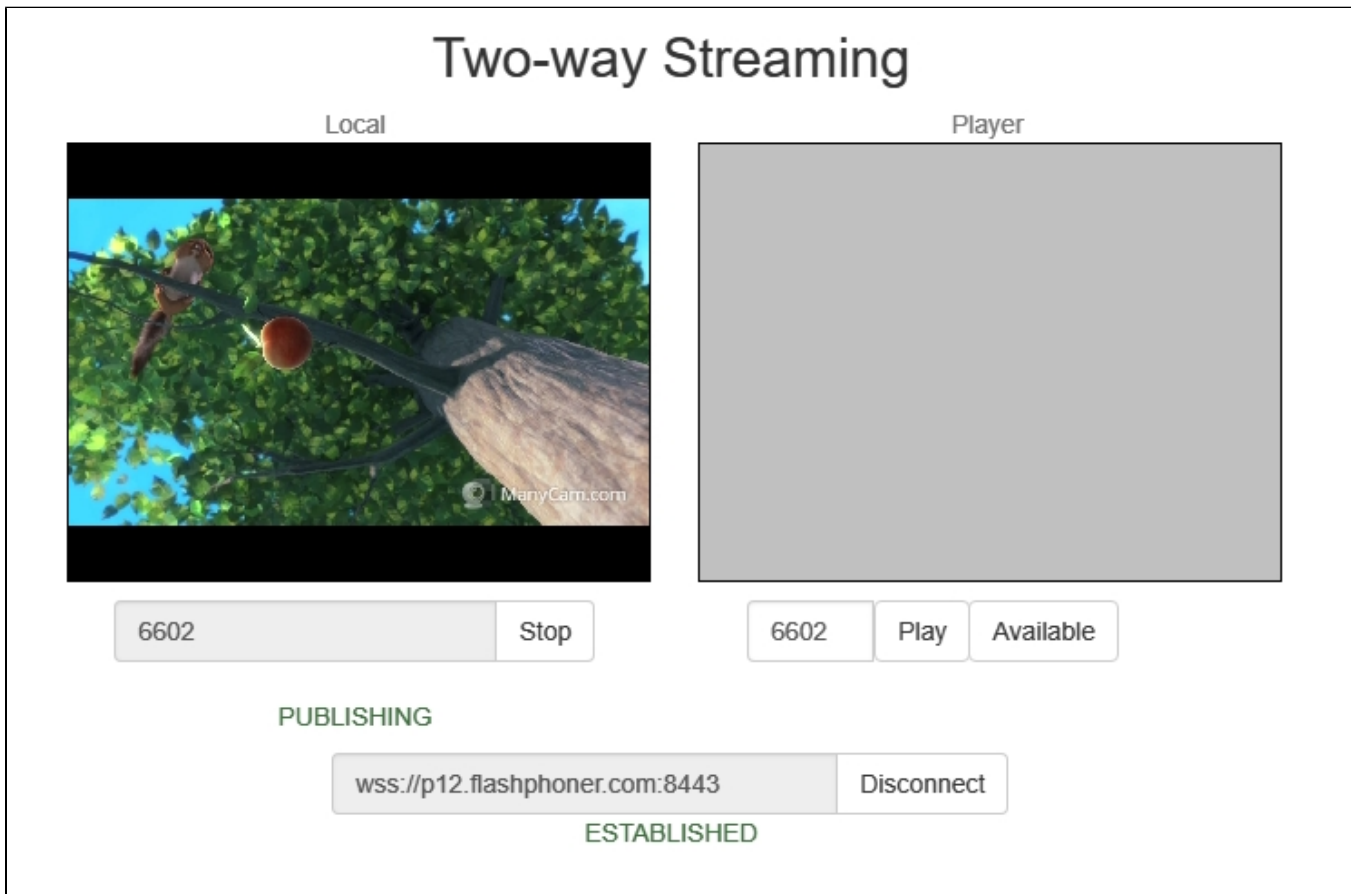 Two-way Streaming
Local
Player
ManyCam.com
6602
Stop
6602
Play
Available
PUBLISHING
wss://p12.flashphoner.com:8443
Disconnect
ESTABLISHED